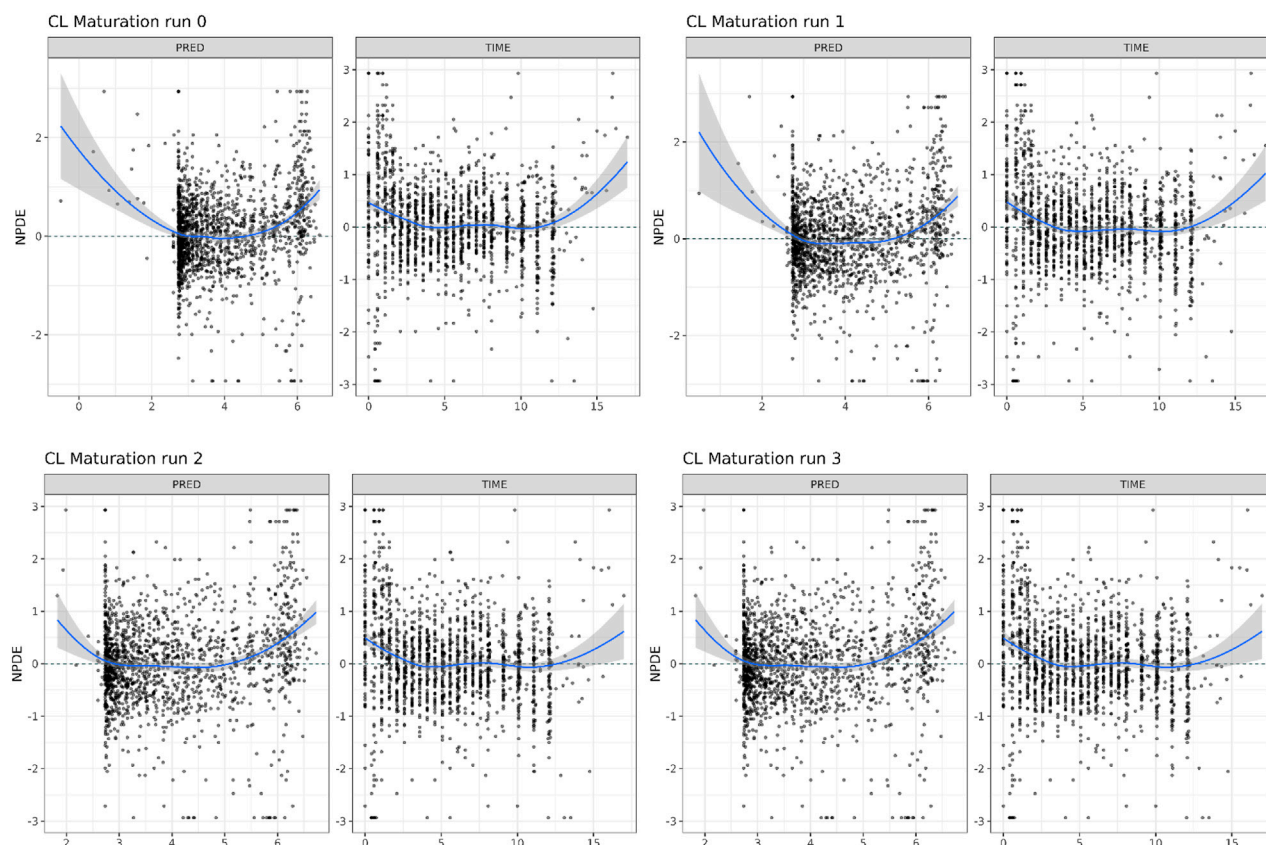 CL Maturation run 0
CL Maturation run 1
PRED
TIME
PRED
TIME
NPDE
2
0
-2
3
2
1
0
-1
-2
-3
NPDE
2
0
-2
3
2
1
0
-1
-2
-3
0 2 4 6
0 5 10 15
2 4 6
0 5 10 15
CL Maturation run 2
CL Maturation run 3
PRED
TIME
PRED
TIME
NPDE
3
2
1
0
-1
-2
-3
3
2
1
0
-1
-2
-3
NPDE
3
2
1
0
-1
-2
-3
3
2
1
0
-1
-2
-3
2 3 4 5 6
0 5 10 15
2 3 4 5 6
0 5 10 15